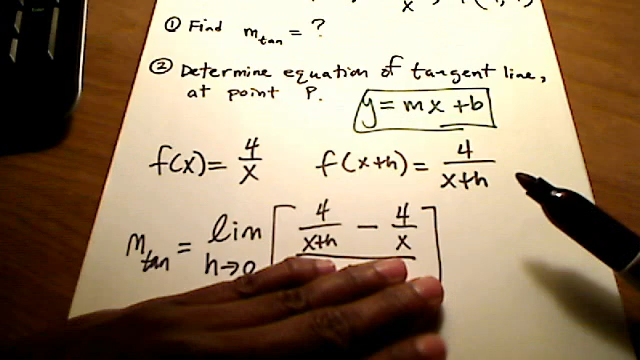 x
① Find m_tan = ?
② Determine equation of tangent line,
at point P.
y = mx + b
f(x) = 4/x f(x+h) = 4/(x+h)
m_tan = lim h→0 [ 4/(x+h) − 4/x ]